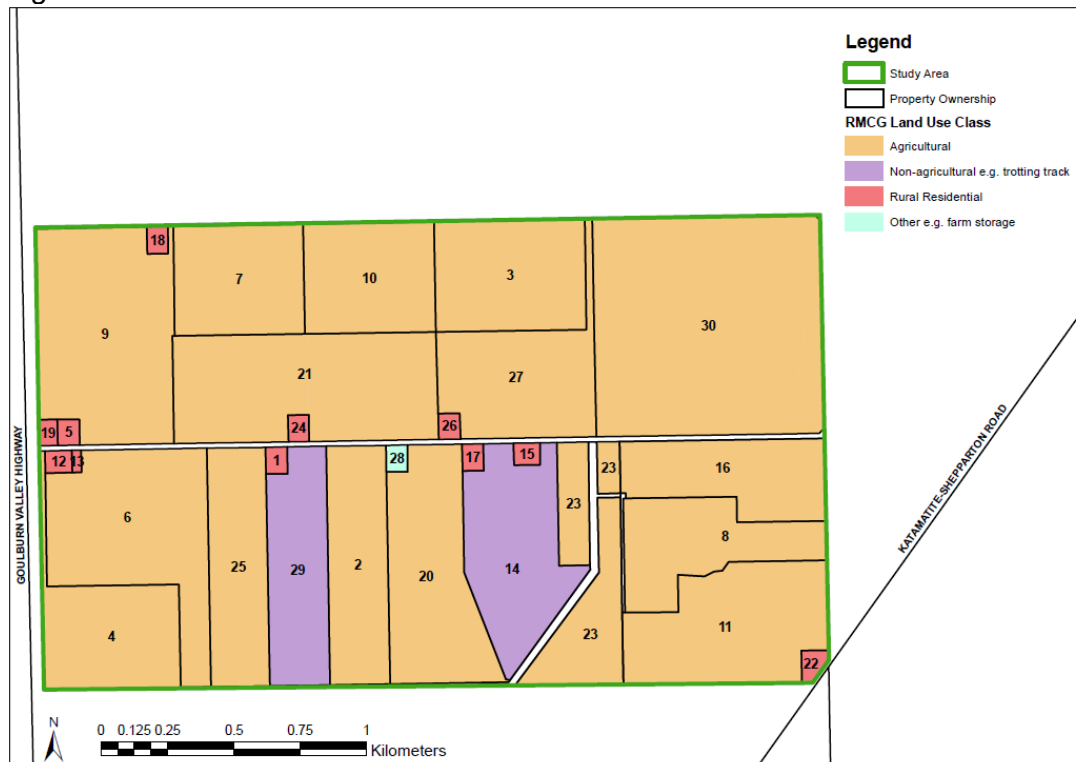 Legend
Study Area
Property Ownership
RMCG Land Use Class
Agricultural
Non-agricultural e.g. trotting track
Rural Residential
Other e.g. farm storage
18
7
10
3
9
30
21
27
24
26
19 5
12 13
1
28
17
15
23
23
16
6
8
25
29
2
20
14
4
23
11
22
GOULBURN VALLEY HIGHWAY
KATAMATITE-SHEPPARTON ROAD
N
0 0.125 0.25 0.5 0.75 1
Kilometers